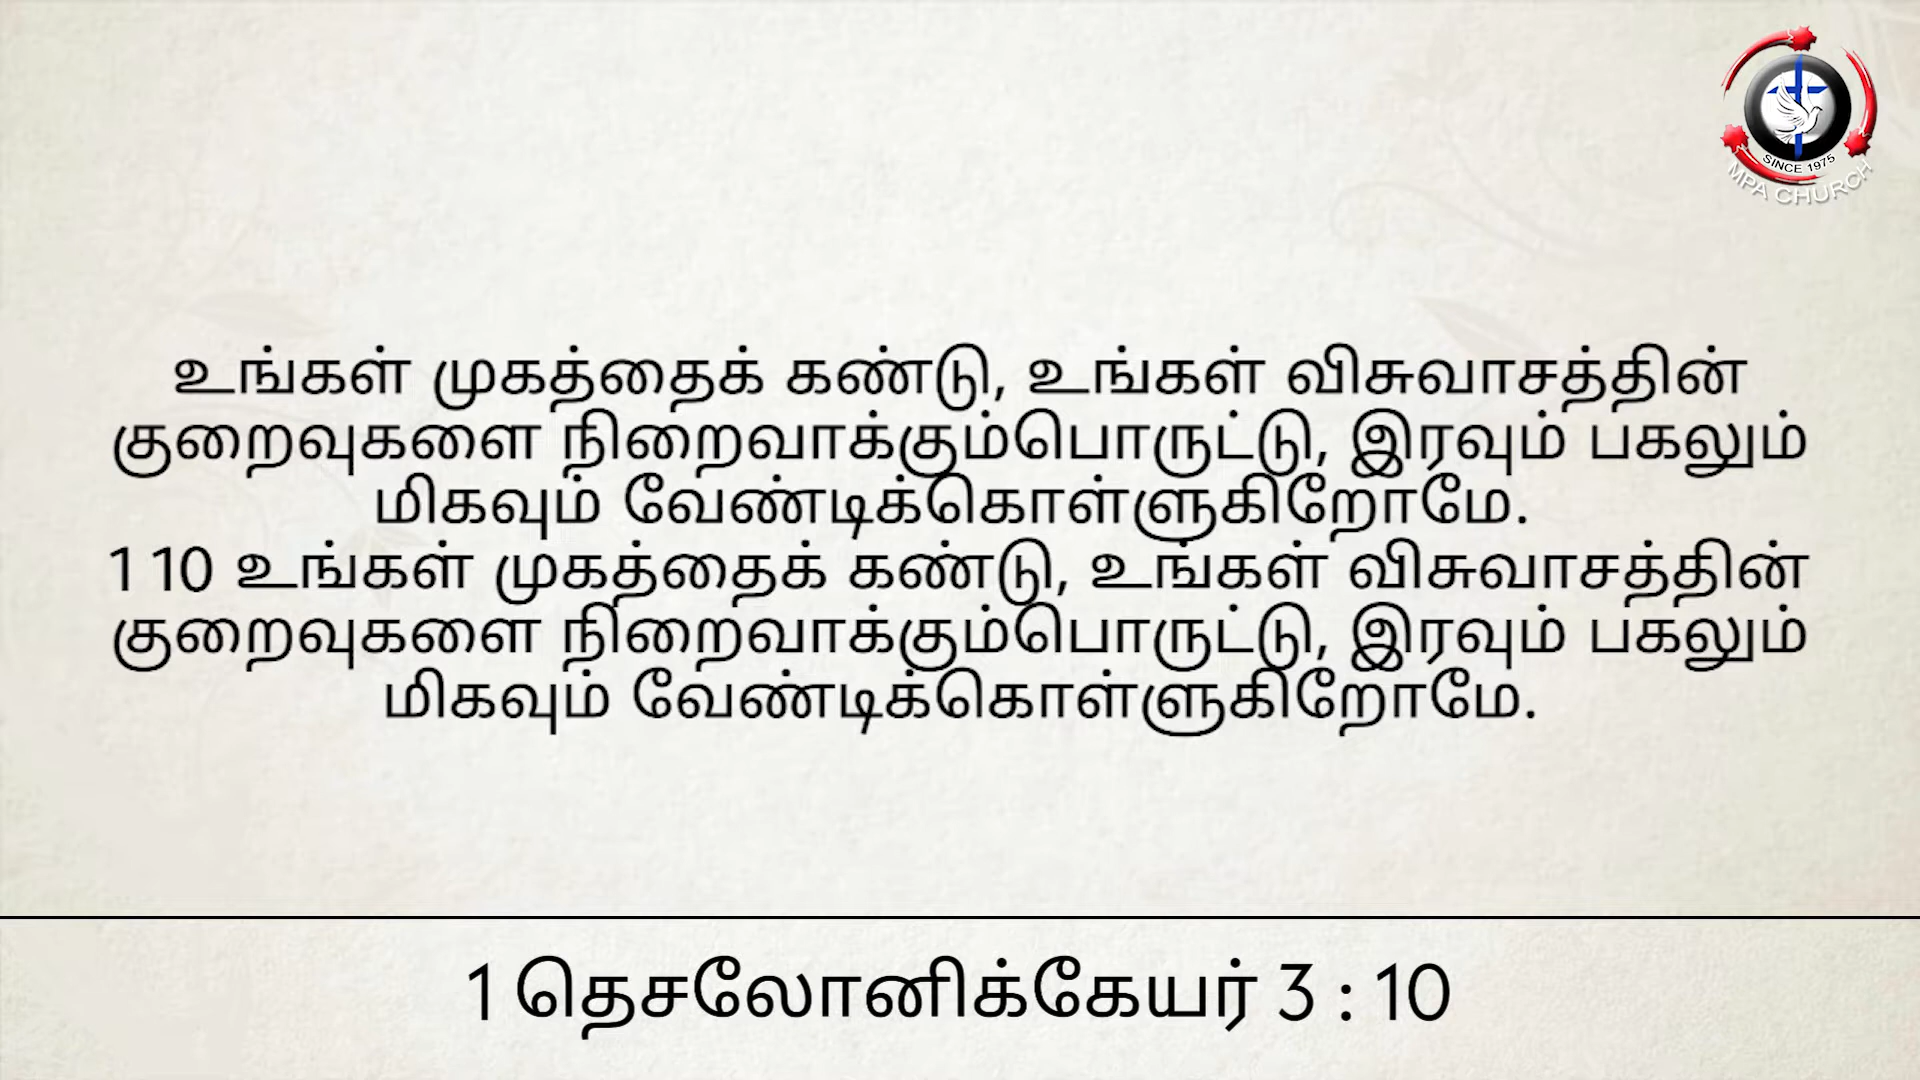 SINCE 1975
MPA CHURCH
உங்கள் முகத்தைக் கண்டு, உங்கள் விசுவாசத்தின்
குறைவுகளை நிறைவாக்கும்பொருட்டு, இரவும் பகலும்
மிகவும் வேண்டிக்கொள்ளுகிறோமே.
1 10 உங்கள் முகத்தைக் கண்டு, உங்கள் விசுவாசத்தின்
குறைவுகளை நிறைவாக்கும்பொருட்டு, இரவும் பகலும்
மிகவும் வேண்டிக்கொள்ளுகிறோமே.
1 தெசலோனிக்கேயர் 3 : 10